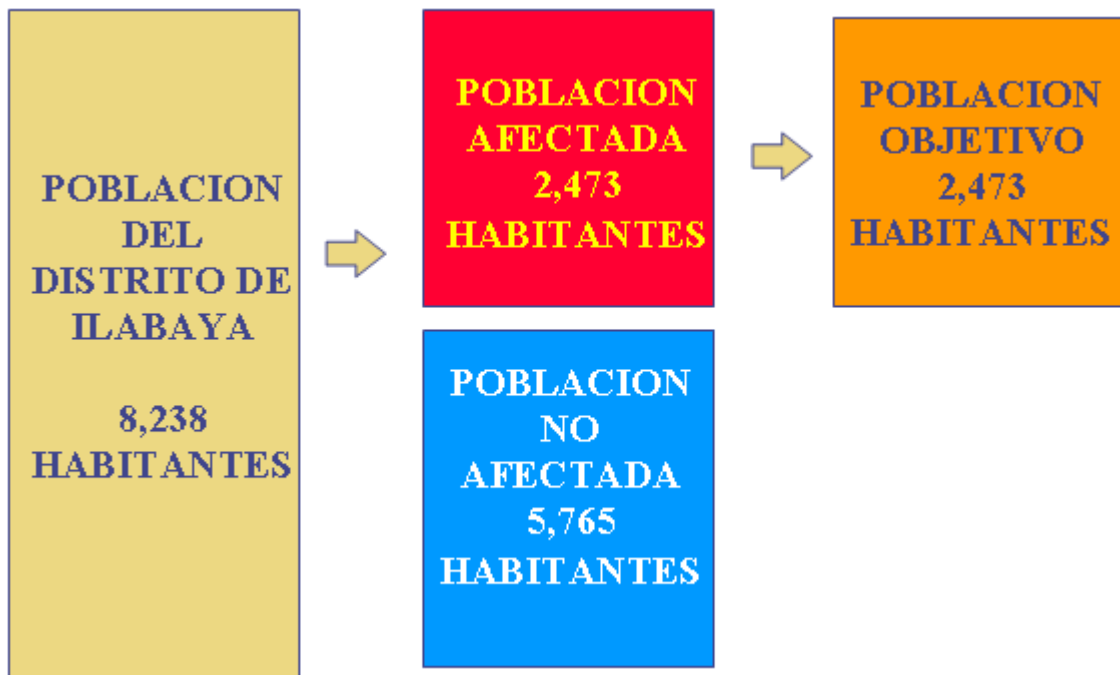 POBLACION
DEL
DISTRITO DE
ILABAYA
8,238
HABITANTES
POBLACION
AFECTADA
2,473
HABITANTES
POBLACION
NO
AFECTADA
5,765
HABITANTES
POBLACION
OBJETIVO
2,473
HABITANTES